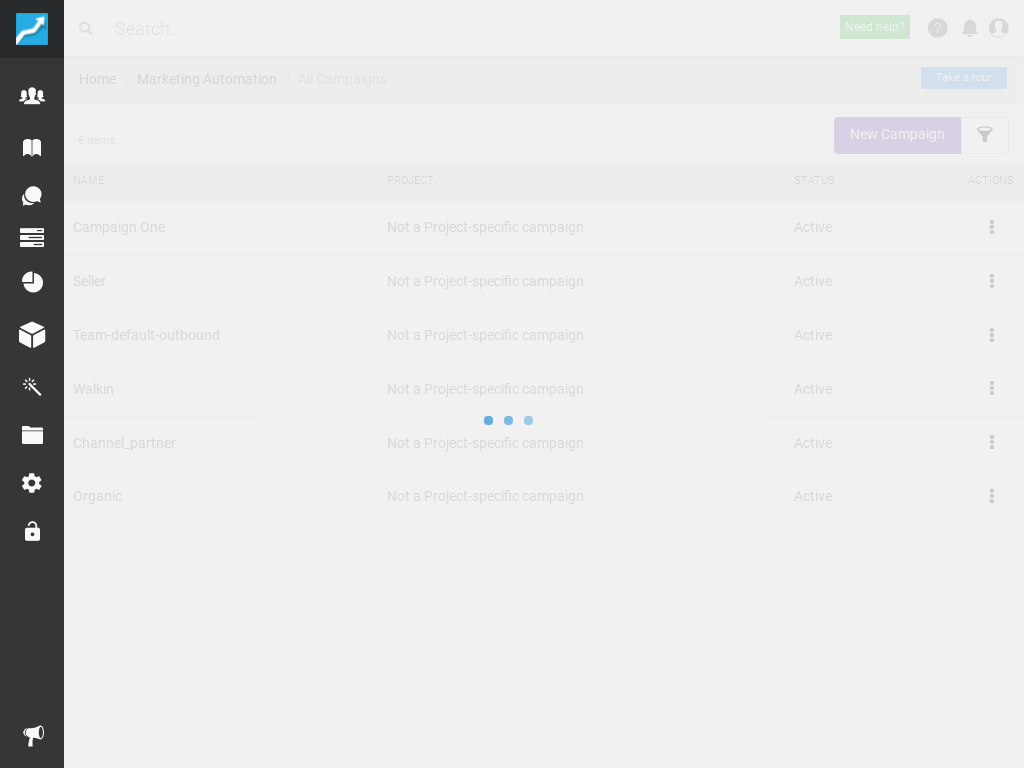 Search...
Need help?
Home > Marketing Automation > All Campaigns
Take a tour
6 Items.
New Campaign
NAME PROJECT STATUS ACTIONS
Campaign One Not a Project-specific campaign Active
Seller Not a Project-specific campaign Active
Team-default-outbound Not a Project-specific campaign Active
Walkin Not a Project-specific campaign Active
Channel_partner Not a Project-specific campaign Active
Organic Not a Project-specific campaign Active